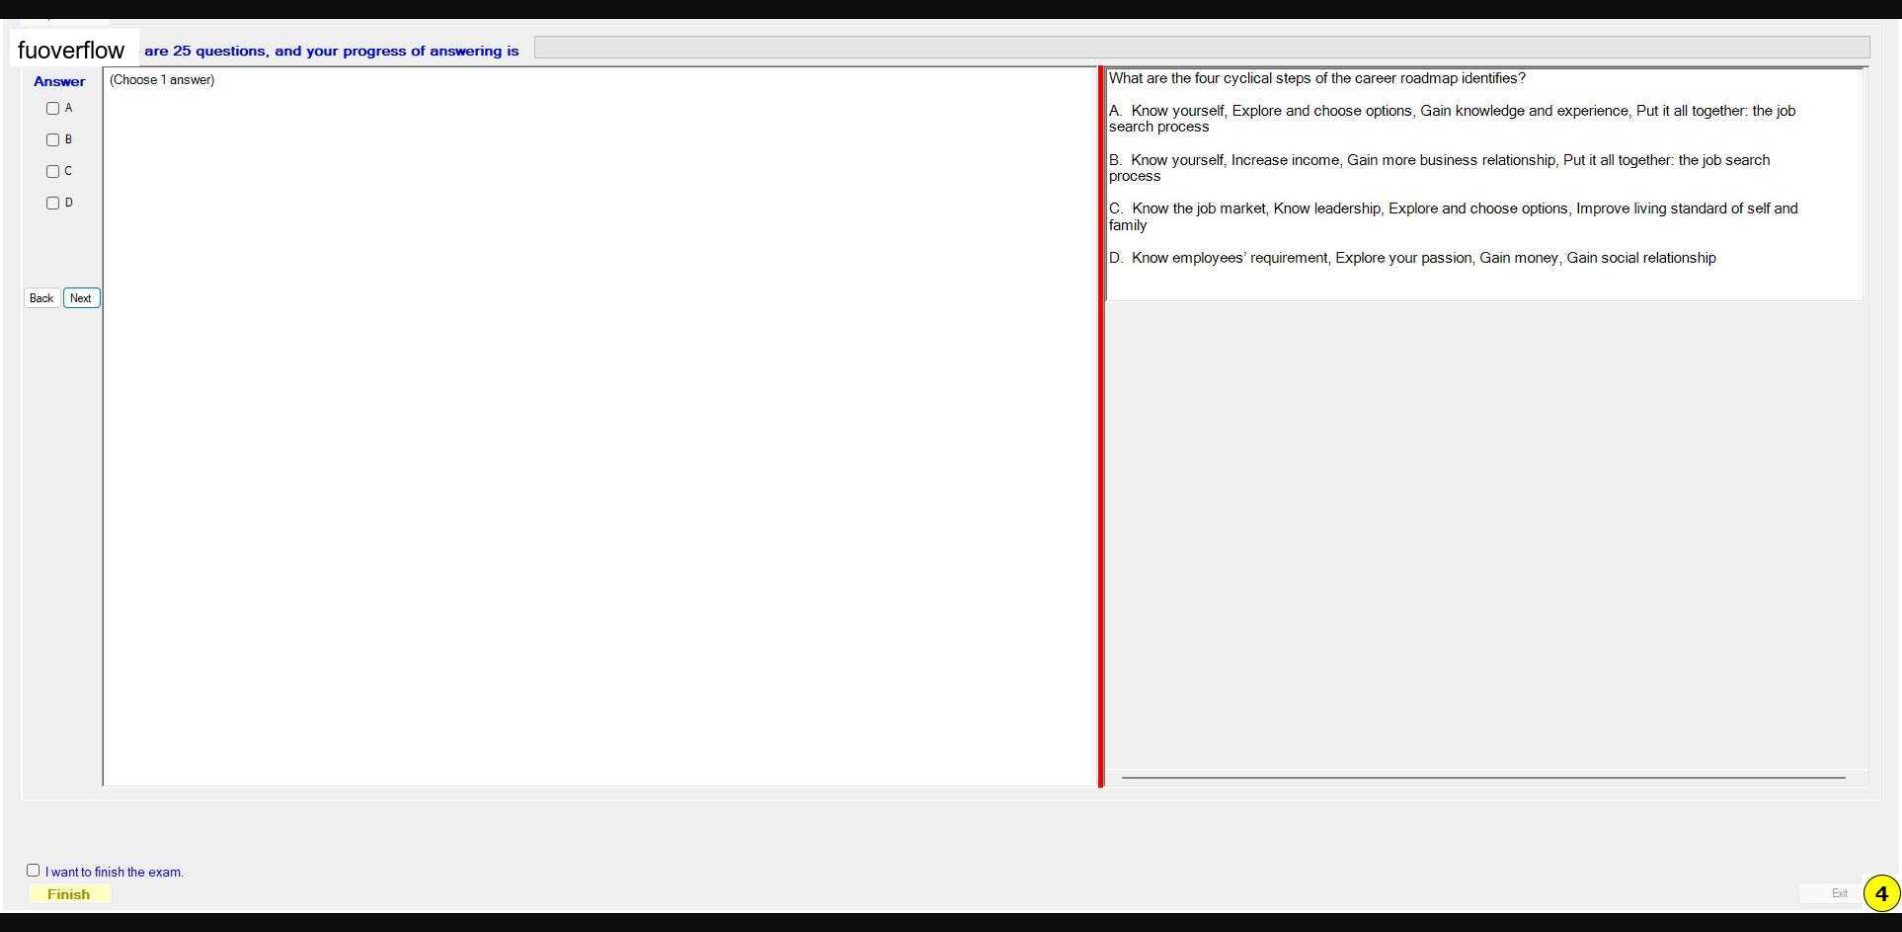 fuoverflow are 25 questions, and your progress of answering is
Answer
(Choose 1 answer)
A
B
C
D
Back Next
What are the four cyclical steps of the career roadmap identifies?
A. Know yourself, Explore and choose options, Gain knowledge and experience, Put it all together: the job
search process
B. Know yourself, Increase income, Gain more business relationship, Put it all together: the job search
process
C. Know the job market, Know leadership, Explore and choose options, Improve living standard of self and
family
D. Know employees’ requirement, Explore your passion, Gain money, Gain social relationship
I want to finish the exam.
Finish
Exit
4